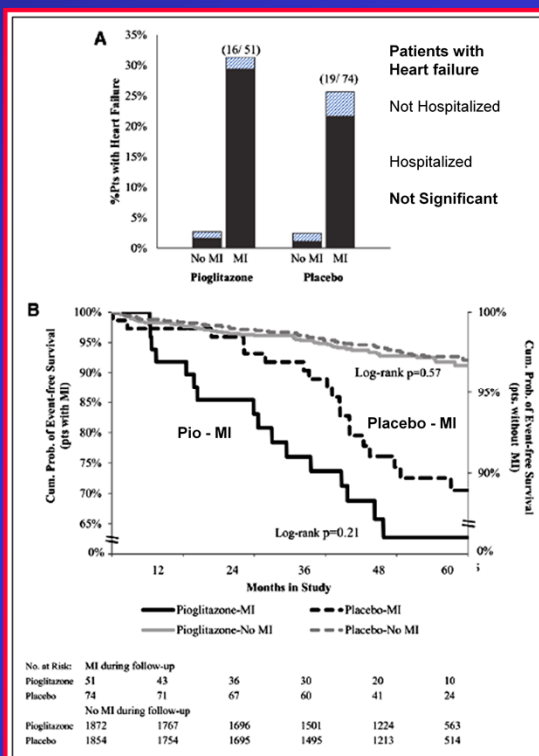 A
35%
30%
25%
20%
15%
10%
5%
0%
%Pts with Heart Failure
(16/ 51)
(19/ 74)
Patients with
Heart failure
Not Hospitalized
Hospitalized
Not Significant
No MI MI No MI MI
Pioglitazone Placebo
B
100%
95%
90%
85%
80%
75%
70%
65%
0%
Cum. Prob. of Event-free Survival
(pts with MI)
100%
95%
90%
0%
Cum. Prob. of Event-free Survival
(pts. without MI)
Log-rank p=0.57
Pio - MI
Placebo - MI
Log-rank p=0.21
12 24 36 48 60
Months in Study
Pioglitazone-MI Placebo-MI
Pioglitazone-No MI Placebo-No MI
No. at Risk: MI during follow-up
Pioglitazone 51 43 36 30 20 10
Placebo 74 71 67 60 41 24
No MI during follow-up
Pioglitazone 1872 1767 1696 1501 1224 563
Placebo 1854 1754 1695 1495 1213 514